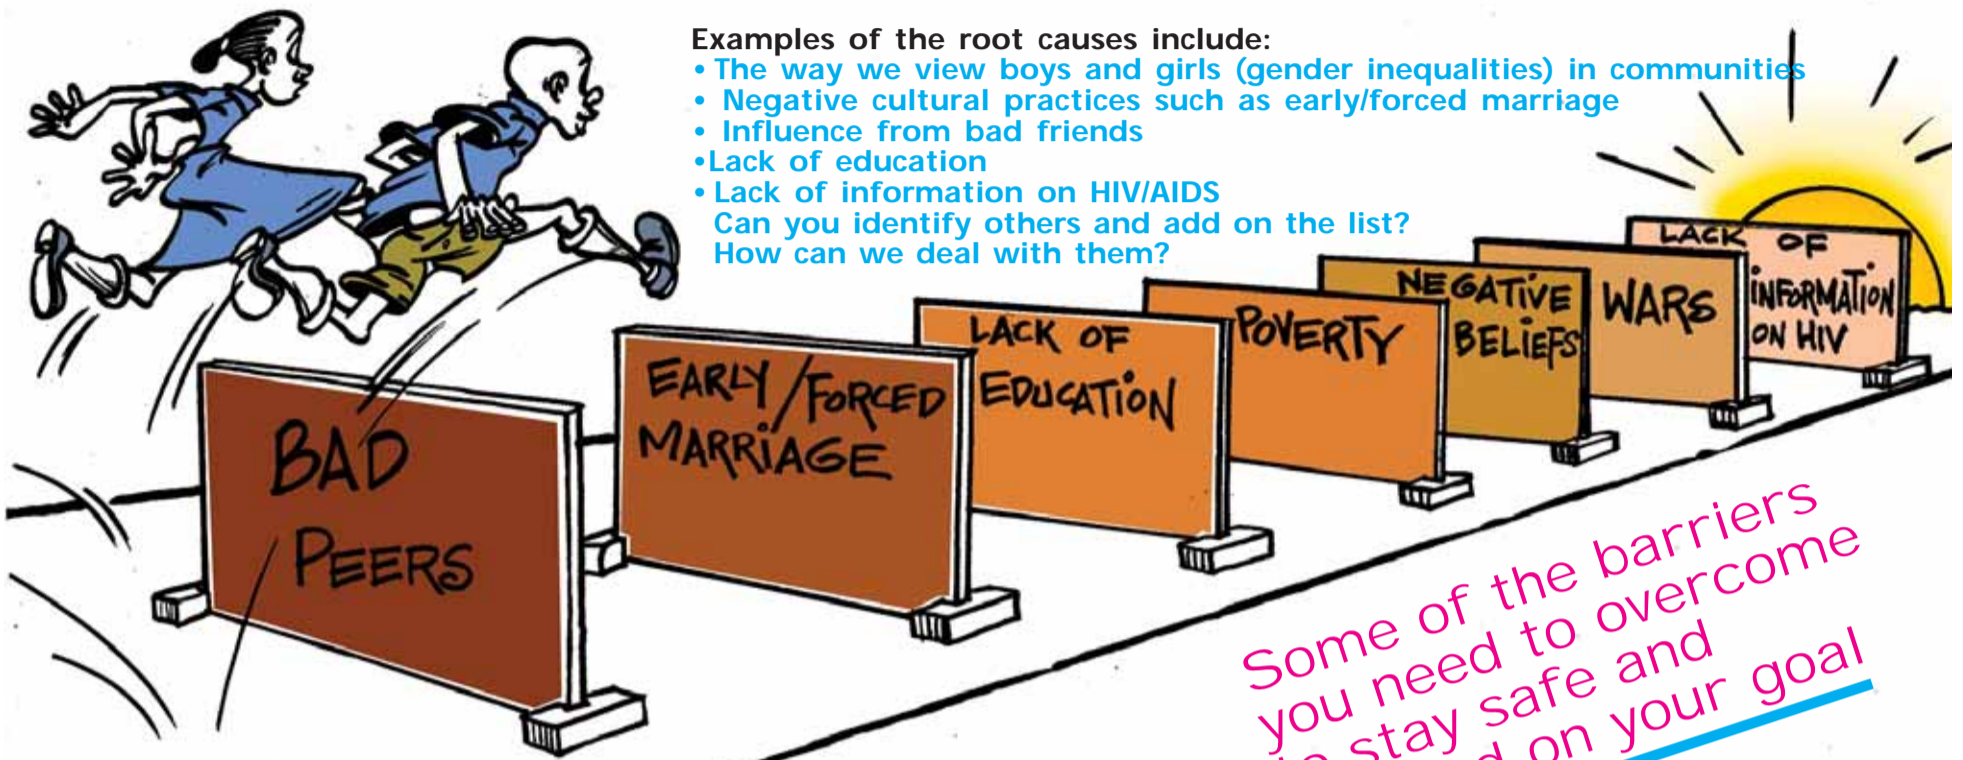 Examples of the root causes include:
• The way we view boys and girls (gender inequalities) in communities
• Negative cultural practices such as early/forced marriage
• Influence from bad friends
•Lack of education
• Lack of information on HIV/AIDS
Can you identify others and add on the list?
How can we deal with them?
BAD
PEERS
EARLY/FORCED
MARRIAGE
LACK OF
EDUCATION
POVERTY
NEGATIVE
BELIEFS
WARS
LACK OF
INFORMATION
ON HIV
Some of the barriers
you need to overcome
to stay safe and
on your goal